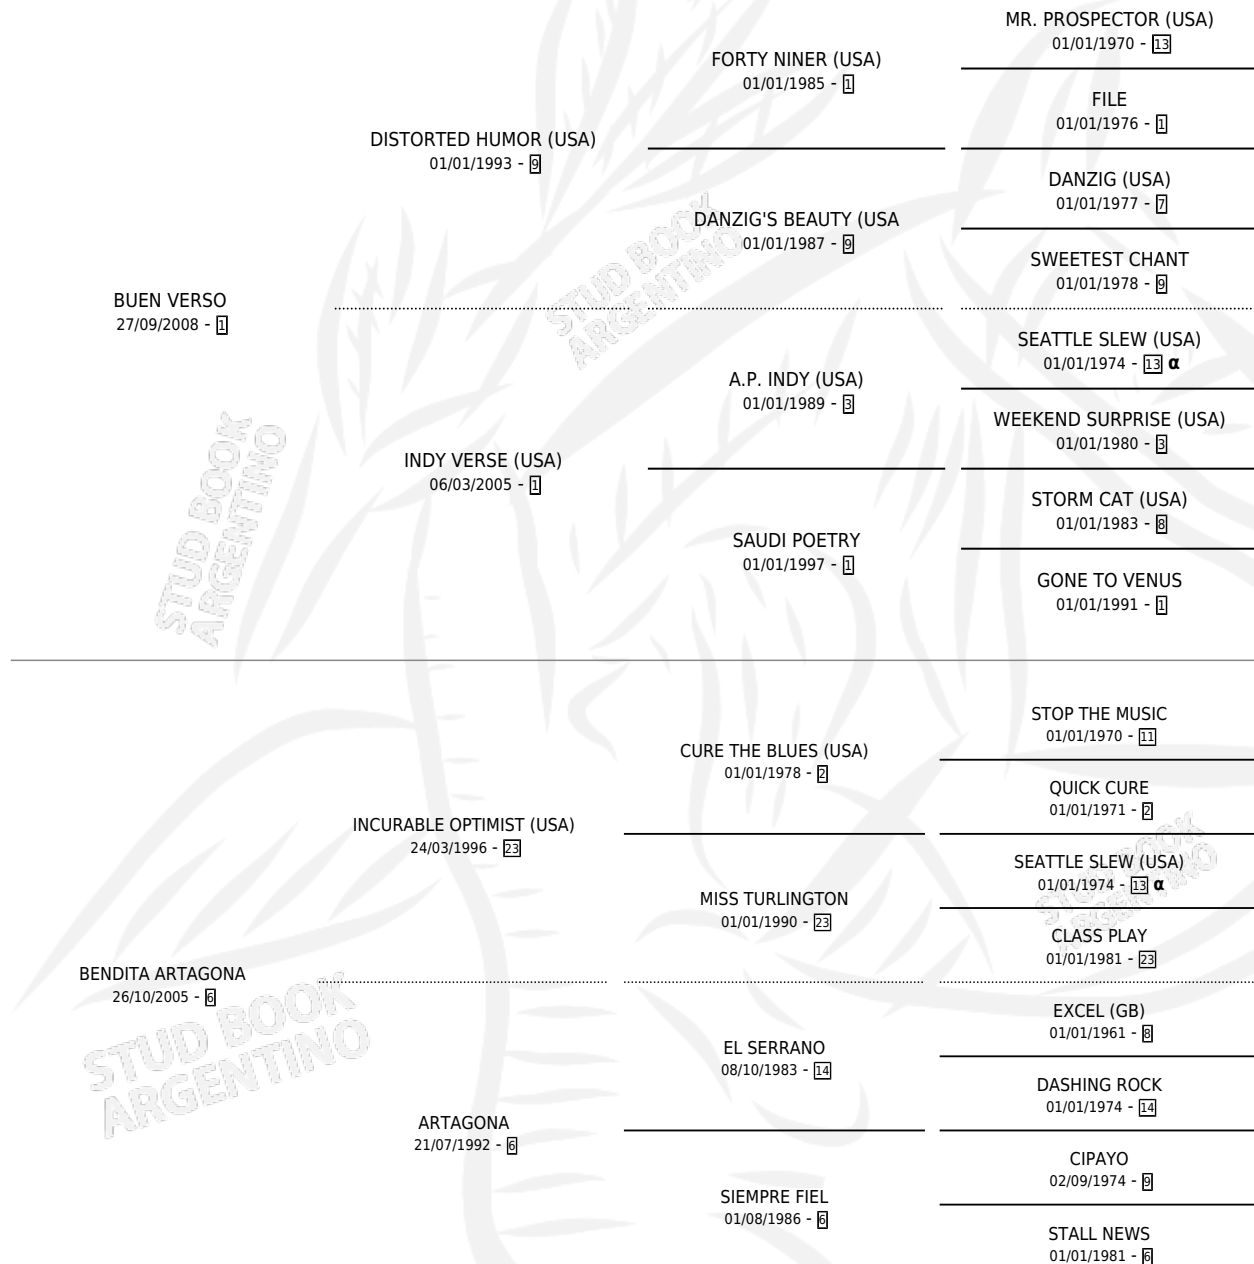 MR. PROSPECTOR (USA)
01/01/1970 - 13
FORTY NINER (USA)
01/01/1985 - 1
FILE
01/01/1976 - 1
DISTORTED HUMOR (USA)
01/01/1993 - 9
DANZIG (USA)
01/01/1977 - 7
DANZIG'S BEAUTY (USA
01/01/1987 - 9
SWEETEST CHANT
01/01/1978 - 9
BUEN VERSO
27/09/2008 - 1
SEATTLE SLEW (USA)
01/01/1974 - 13 α
A.P. INDY (USA)
01/01/1989 - 3
WEEKEND SURPRISE (USA)
01/01/1980 - 3
INDY VERSE (USA)
06/03/2005 - 1
STORM CAT (USA)
01/01/1983 - 8
SAUDI POETRY
01/01/1997 - 1
GONE TO VENUS
01/01/1991 - 1
STOP THE MUSIC
01/01/1970 - 11
CURE THE BLUES (USA)
01/01/1978 - 2
QUICK CURE
01/01/1971 - 2
INCURABLE OPTIMIST (USA)
24/03/1996 - 23
SEATTLE SLEW (USA)
01/01/1974 - 13 α
MISS TURLINGTON
01/01/1990 - 23
CLASS PLAY
01/01/1981 - 23
BENDITA ARTAGONA
26/10/2005 - 6
EXCEL (GB)
01/01/1961 - 8
EL SERRANO
08/10/1983 - 14
DASHING ROCK
01/01/1974 - 14
ARTAGONA
21/07/1992 - 6
CIPAYO
02/09/1974 - 9
SIEMPRE FIEL
01/08/1986 - 6
STALL NEWS
01/01/1981 - 6
STUD BOOK
ARGENTINO
STUD BOOK
ARGENTINO
STUD BOOK
ARGENTINO
STUD BOOK
ARGENTINO